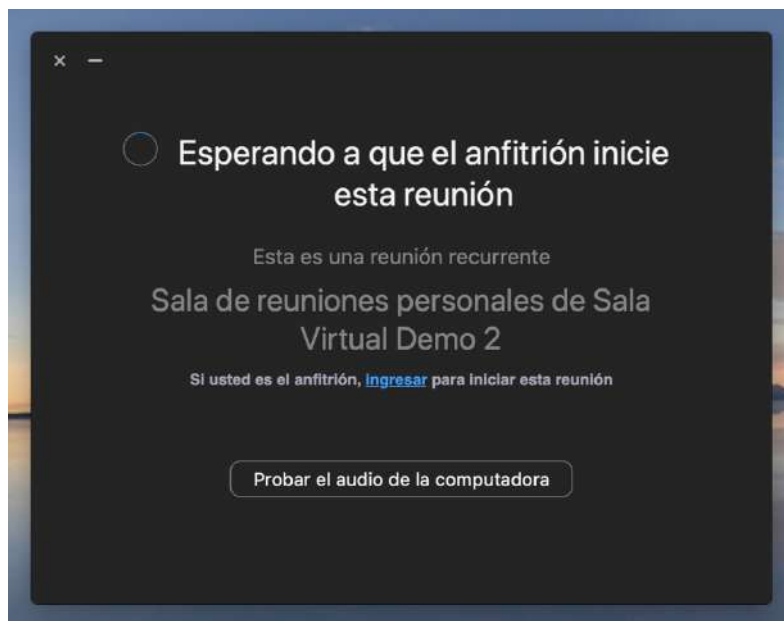 Esperando a que el anfitrión inicie
esta reunión
Esta es una reunión recurrente
Sala de reuniones personales de Sala
Virtual Demo 2
Si usted es el anfitrión, ingresar para iniciar esta reunión
Probar el audio de la computadora